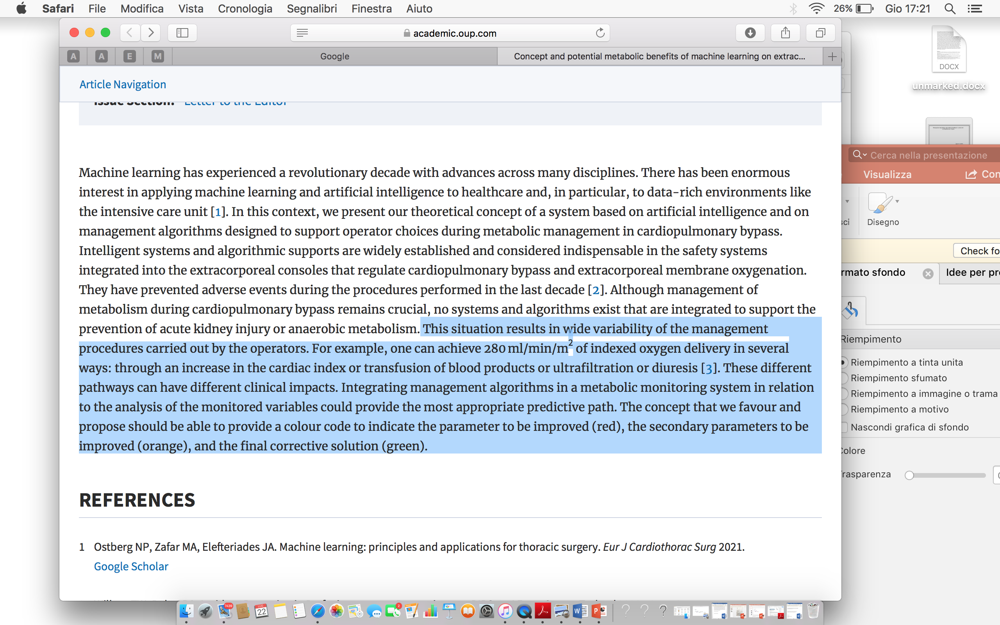 Safari File Modifica Vista Cronologia Segnalibri Finestra Aiuto 26% Gio 17:21
academic.oup.com
A A E M Google Concept and potential metabolic benefits of machine learning on extrac...
Article Navigation
Issue Section: Letter to the Editor
Machine learning has experienced a revolutionary decade with advances across many disciplines. There has been enormous
interest in applying machine learning and artificial intelligence to healthcare and, in particular, to data-rich environments like
the intensive care unit [1]. In this context, we present our theoretical concept of a system based on artificial intelligence and on
management algorithms designed to support operator choices during metabolic management in cardiopulmonary bypass.
Intelligent systems and algorithmic supports are widely established and considered indispensable in the safety systems
integrated into the extracorporeal consoles that regulate cardiopulmonary bypass and extracorporeal membrane oxygenation.
They have prevented adverse events during the procedures performed in the last decade [2]. Although management of
metabolism during cardiopulmonary bypass remains crucial, no systems and algorithms exist that are integrated to support the
prevention of acute kidney injury or anaerobic metabolism. This situation results in wide variability of the management
procedures carried out by the operators. For example, one can achieve 280 ml/min/m² of indexed oxygen delivery in several
ways: through an increase in the cardiac index or transfusion of blood products or ultrafiltration or diuresis [3]. These different
pathways can have different clinical impacts. Integrating management algorithms in a metabolic monitoring system in relation
to the analysis of the monitored variables could provide the most appropriate predictive path. The concept that we favour and
propose should be able to provide a colour code to indicate the parameter to be improved (red), the secondary parameters to be
improved (orange), and the final corrective solution (green).
REFERENCES
1 Ostberg NP, Zafar MA, Elefteriades JA. Machine learning: principles and applications for thoracic surgery. Eur J Cardiothorac Surg 2021.
Google Scholar
DOCX
unmarked.docx
Cerca nella presentazione
Visualizza Con
sci Disegno
Check fo
rmato sfondo Idee per pr
Riempimento
Riempimento a tinta unita
Riempimento sfumato
Riempimento a immagine o trama
Riempimento a motivo
Nascondi grafica di sfondo
Colore
rasparenza
7439
LUG
22
2